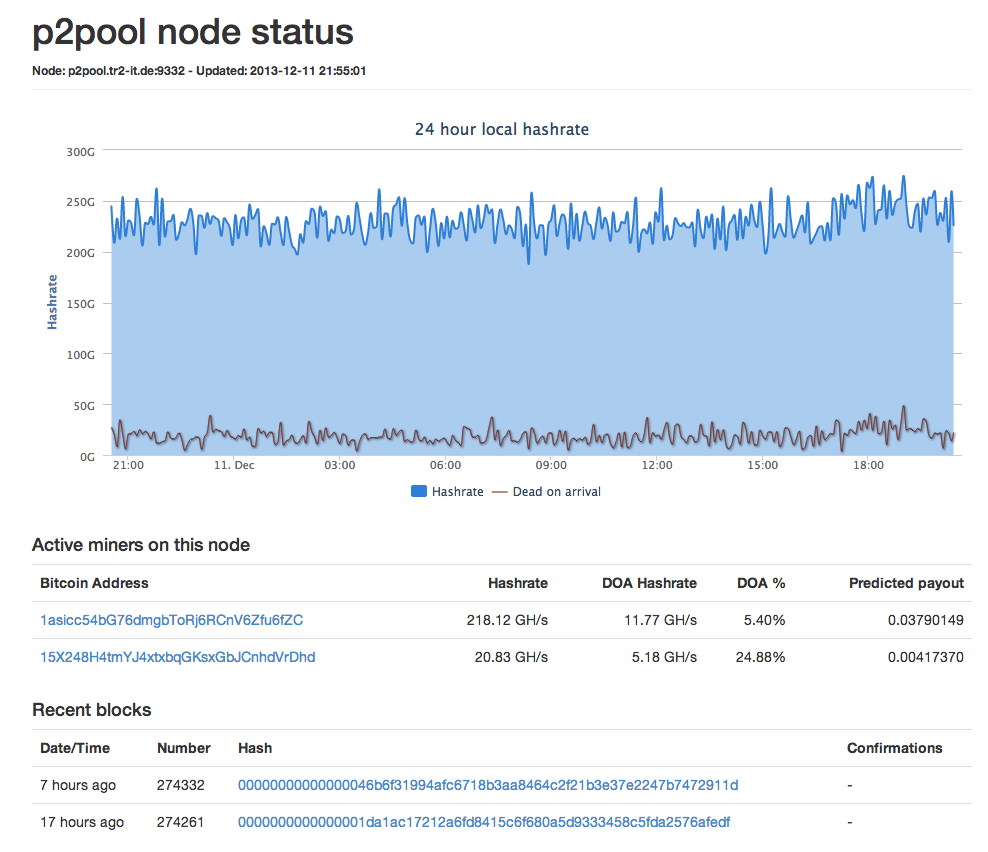 p2pool node status
Node: p2pool.tr2-it.de:9332 - Updated: 2013-12-11 21:55:01
24 hour local hashrate
300G
250G
200G
150G
100G
50G
0G
Hashrate
21:00 11. Dec 03:00 06:00 09:00 12:00 15:00 18:00
Hashrate Dead on arrival
Active miners on this node
Bitcoin Address Hashrate DOA Hashrate DOA % Predicted payout
1asicc54bG76dmgbToRj6RCnV6Zfu6fZC 218.12 GH/s 11.77 GH/s 5.40% 0.03790149
15X248H4tmYJ4xtxbqGKsxGbJCnhdVrDhd 20.83 GH/s 5.18 GH/s 24.88% 0.00417370
Recent blocks
Date/Time Number Hash Confirmations
7 hours ago 274332 00000000000000046b6f31994afc6718b3aa8464c2f21b3e37e2247b7472911d -
17 hours ago 274261 0000000000000001da1ac17212a6fd8415c6f680a5d9333458c5fda2576afedf -